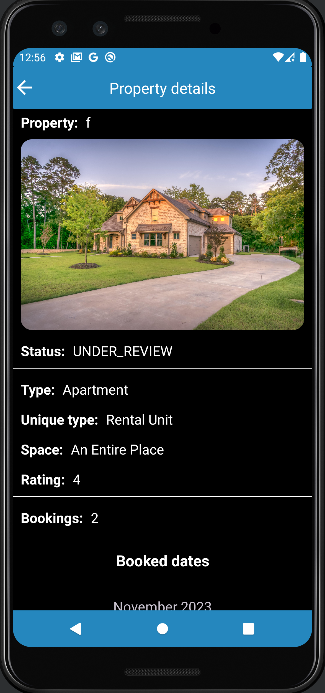 12:56
Property details
Property: f
Status: UNDER_REVIEW
Type: Apartment
Unique type: Rental Unit
Space: An Entire Place
Rating: 4
Bookings: 2
Booked dates
November 2023